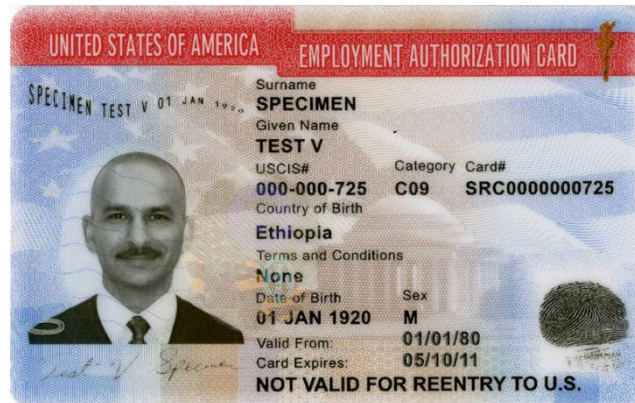 UNITED STATES OF AMERICA
EMPLOYMENT AUTHORIZATION CARD
SPECIMEN TEST V 01 JAN 1920
Surname
SPECIMEN
Given Name
TEST V
USCIS# Category Card#
000-000-725 C09 SRC0000000725
Country of Birth
Ethiopia
Terms and Conditions
None
Date of Birth Sex
01 JAN 1920 M
Valid From: 01/01/80
Card Expires: 05/10/11
NOT VALID FOR REENTRY TO U.S.
Test V Specimen